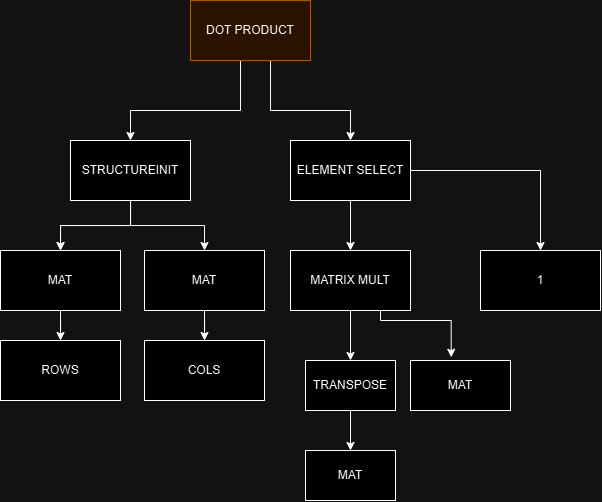 DOT PRODUCT
STRUCTUREINIT
ELEMENT SELECT
MAT
MAT
MATRIX MULT
1
ROWS
COLS
TRANSPOSE
MAT
MAT